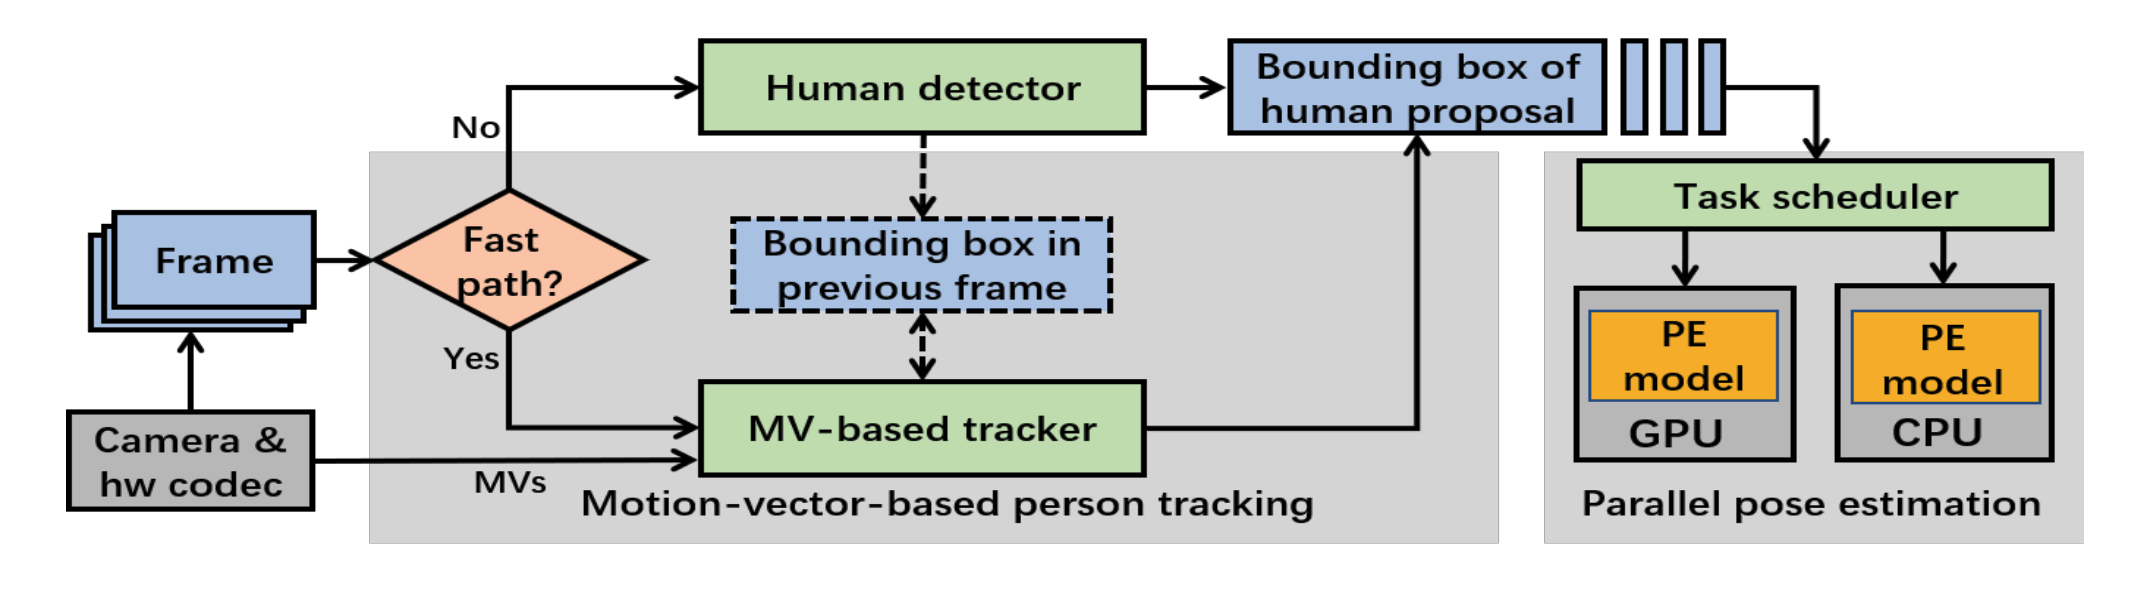 Human detector
Bounding box of
human proposal
No
Frame
Fast
path?
Bounding box in
previous frame
Task scheduler
Yes
MV-based tracker
Camera &
hw codec
MVs
Motion-vector-based person tracking
PE
model
GPU
PE
model
CPU
Parallel pose estimation